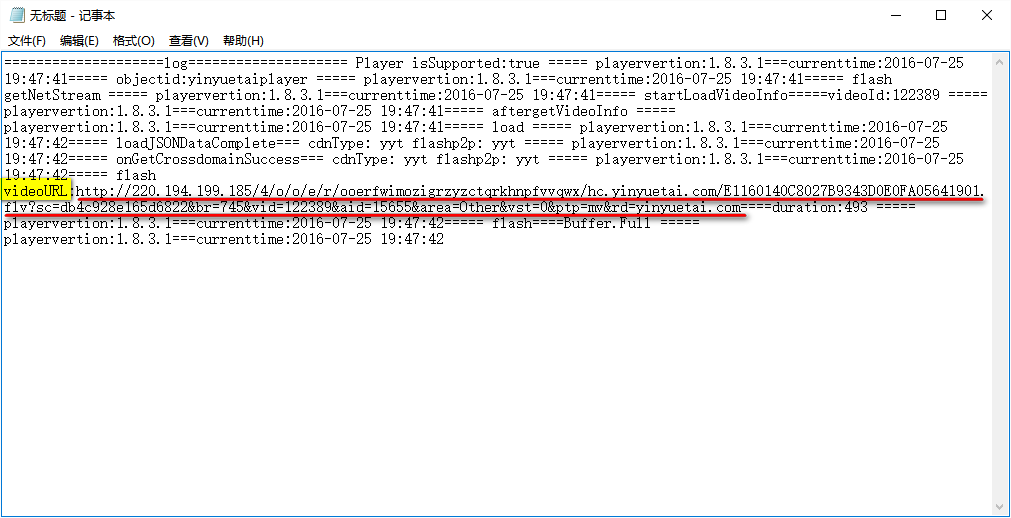 无标题 - 记事本
文件(F) 编辑(E) 格式(O) 查看(V) 帮助(H)
====================log==================== Player isSupported:true ===== playervertion:1.8.3.1===currenttime:2016-07-25
19:47:41===== objectid:yinyuetaiplayer ===== playervertion:1.8.3.1===currenttime:2016-07-25 19:47:41===== flash
getNetStream ===== playervertion:1.8.3.1===currenttime:2016-07-25 19:47:41===== startLoadVideoInfo=====videoId:122389 =====
playervertion:1.8.3.1===currenttime:2016-07-25 19:47:41===== aftergetVideoInfo =====
playervertion:1.8.3.1===currenttime:2016-07-25 19:47:41===== load ===== playervertion:1.8.3.1===currenttime:2016-07-25
19:47:42===== loadJSONDataComplete=== cdnType: yyt flashp2p: yyt ===== playervertion:1.8.3.1===currenttime:2016-07-25
19:47:42===== onGetCrossdomainSuccess=== cdnType: yyt flashp2p: yyt ===== playervertion:1.8.3.1===currenttime:2016-07-25
19:47:42===== flash
videoURL:http://220.194.199.185/4/o/o/e/r/ooerfwimozigrzyzctqrkhnpfvvqwx/hc.yinyuetai.com/E1160140C8027B9343D0E0FA05641901.
flv?sc=db4c928e165d6822&br=745&vid=122389&aid=15655&area=Other&vst=0&ptp=mv&rd=yinyuetai.com====duration:493 =====
playervertion:1.8.3.1===currenttime:2016-07-25 19:47:42===== flash====Buffer.Full =====
playervertion:1.8.3.1===currenttime:2016-07-25 19:47:42